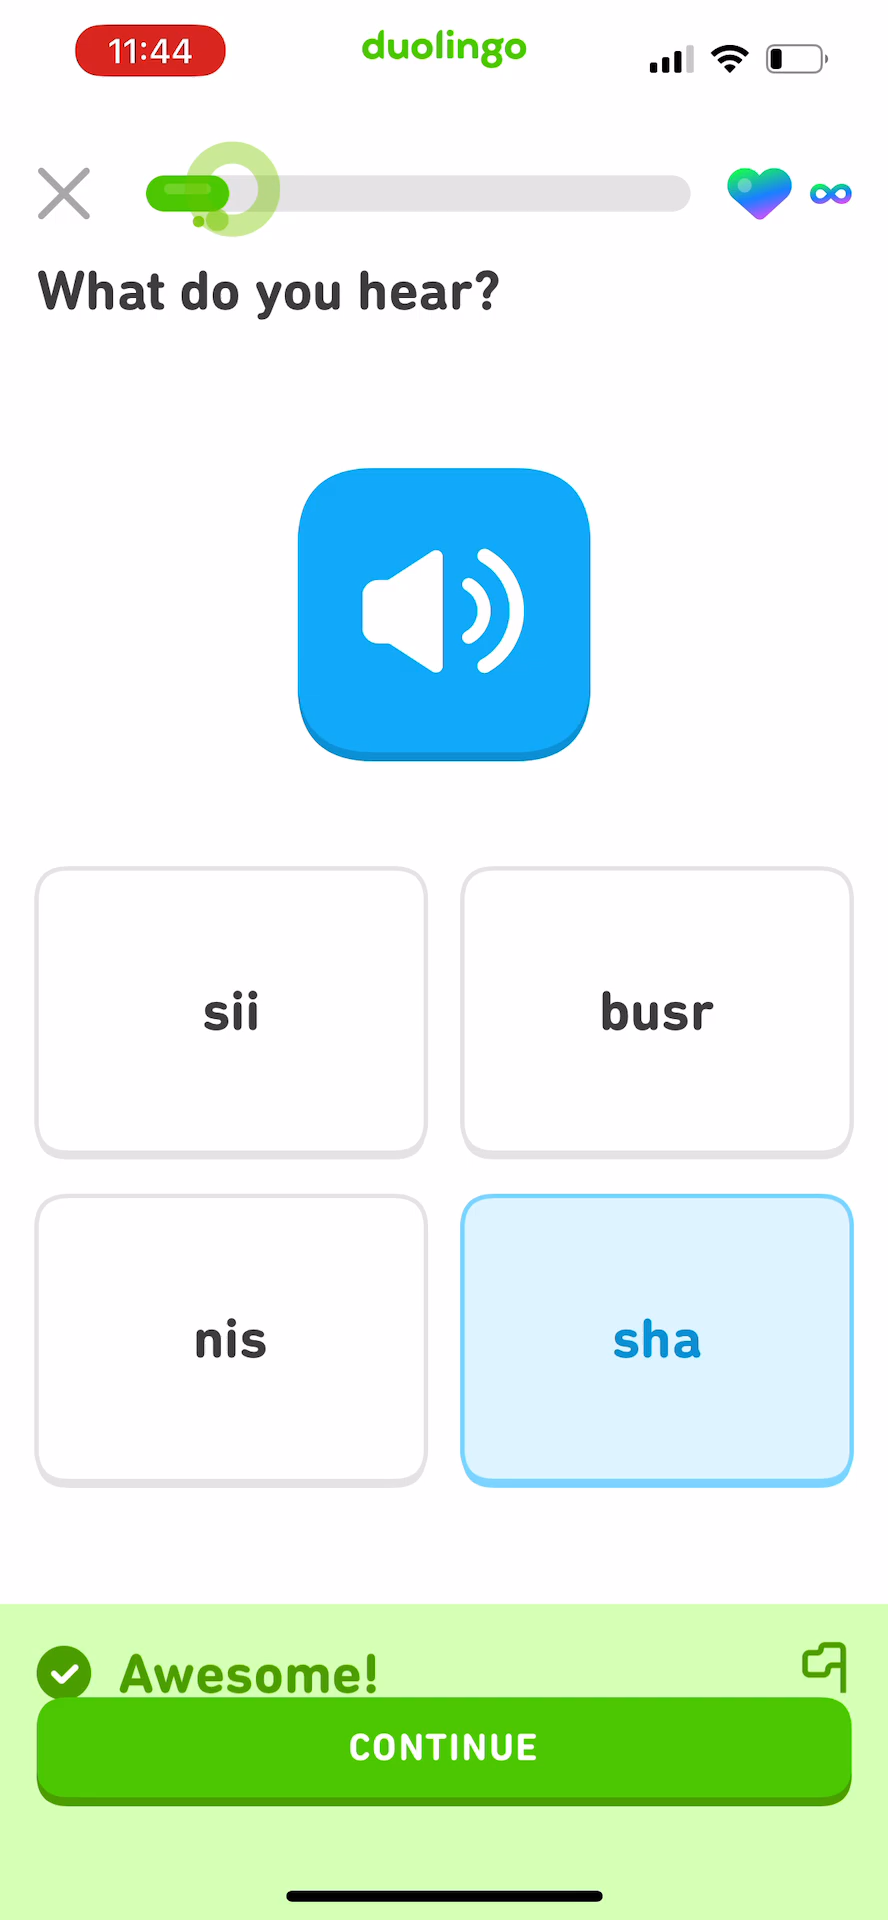 11:44
duolingo
What do you hear?
sii
busr
nis
sha
Awesome!
CONTINUE